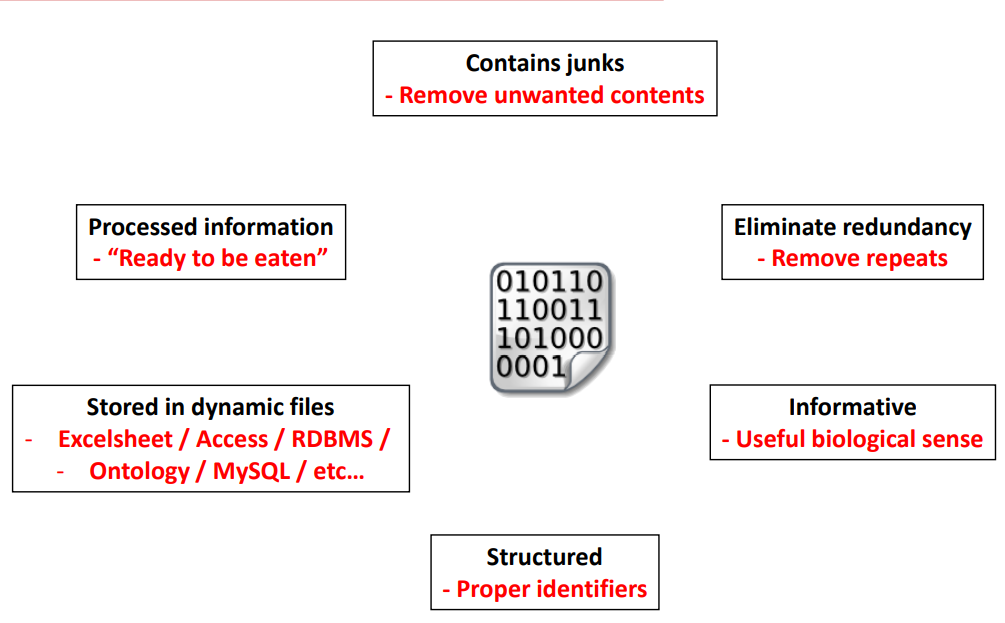 Contains junks
- Remove unwanted contents
Processed information
- “Ready to be eaten”
Eliminate redundancy
- Remove repeats
010110
110011
101000
0001
Stored in dynamic files
- Excelsheet / Access / RDBMS /
- Ontology / MySQL / etc…
Informative
- Useful biological sense
Structured
- Proper identifiers